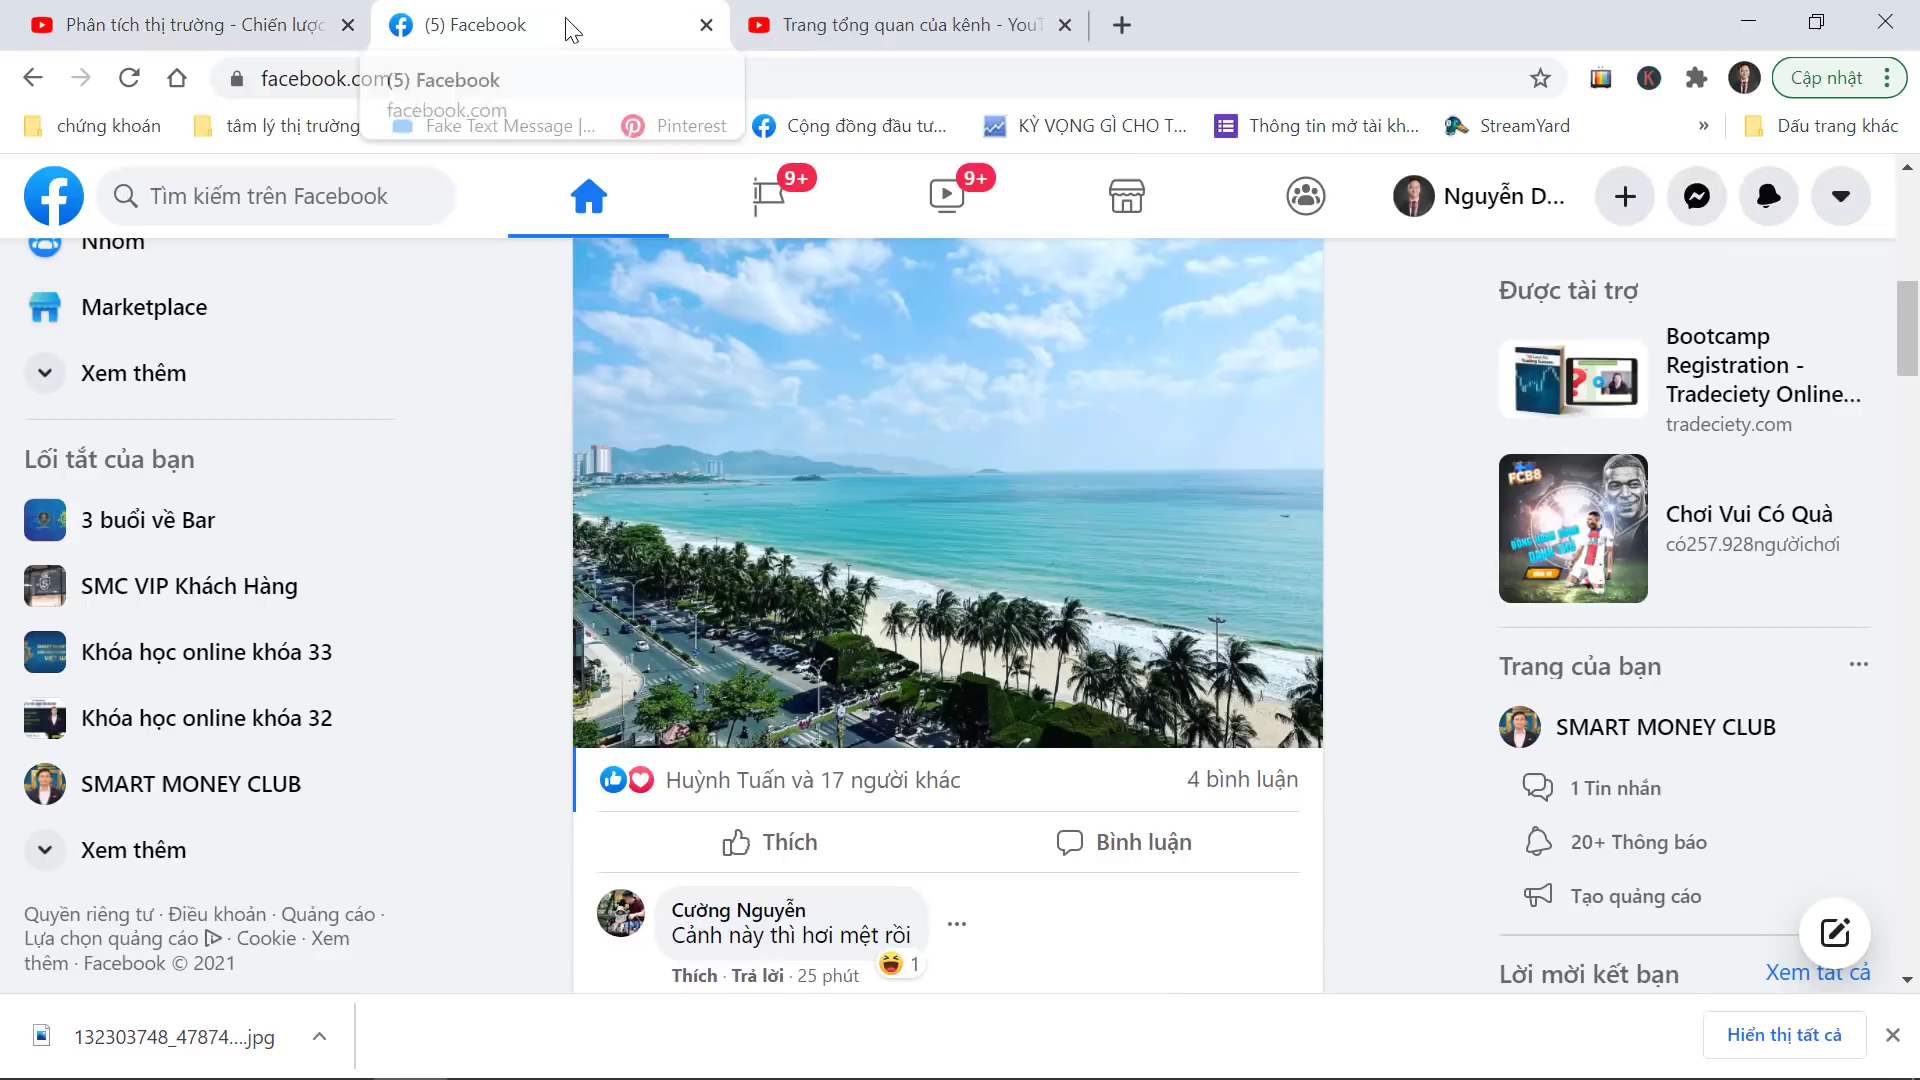 Phân tích thị trường - Chiến lược
(5) Facebook
Trang tổng quan của kênh - YouT
facebook.com
(5) Facebook
facebook.com
Cập nhật
chứng khoán
tâm lý thị trường
Fake Text Message |...
Pinterest
Cộng đồng đầu tư...
KỲ VỌNG GÌ CHO T...
Thông tin mở tài kh...
StreamYard
»
Dấu trang khác
Tìm kiếm trên Facebook
9+
9+
Nguyễn D...
Nhóm
Marketplace
Xem thêm
Lối tắt của bạn
3 buổi về Bar
SMC VIP Khách Hàng
Khóa học online khóa 33
Khóa học online khóa 32
SMART MONEY CLUB
Xem thêm
Quyền riêng tư · Điều khoản · Quảng cáo ·
Lựa chọn quảng cáo · Cookie · Xem
thêm · Facebook © 2021
Huỳnh Tuấn và 17 người khác
4 bình luận
Thích
Bình luận
Cường Nguyễn
Cảnh này thì hơi mệt rồi
1
Thích · Trả lời · 25 phút
Được tài trợ
Bootcamp
Registration -
Tradeciety Online...
tradeciety.com
FCB8
Chơi Vui Có Quà
có257.928ngườichơi
Trang của bạn
SMART MONEY CLUB
1 Tin nhắn
20+ Thông báo
Tạo quảng cáo
Lời mời kết bạn
Xem tất cả
132303748_47874....jpg
Hiển thị tất cả